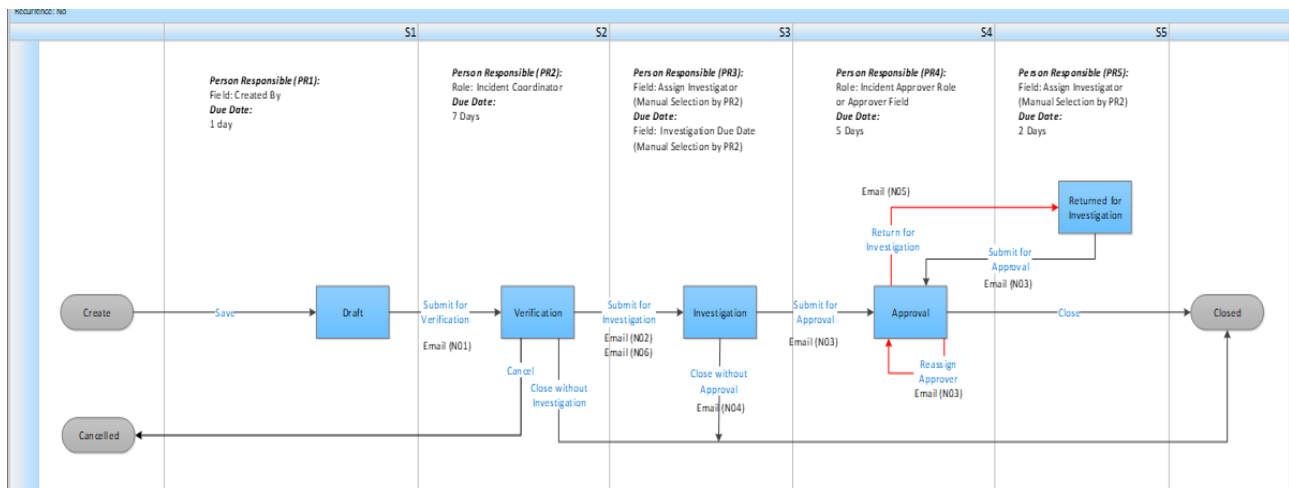 Recurrence: No
S1
S2
S3
S4
S5
Person Responsible (PR1):
Field: Created By
Due Date:
1 day
Person Responsible (PR2):
Role: Incident Coordinator
Due Date:
7 Days
Person Responsible (PR3):
Field: Assign Investigator
(Manual Selection by PR2)
Due Date:
Field: Investigation Due Date
(Manual Selection by PR2)
Person Responsible (PR4):
Role: Incident Approver Role
or Approver Field
Due Date:
5 Days
Person Responsible (PR5):
Field: Assign Investigator
(Manual Selection by PR2)
Due Date:
2 Days
Email (N05)
Returned for
Investigation
Return for
Investigation
Submit for
Approval
Email (N03)
Create
Save
Draft
Submit for
Verification
Email (N01)
Verification
Submit for
Investigation
Email (N02)
Email (N06)
Investigation
Submit for
Approval
Email (N03)
Approval
Close
Closed
Cancel
Close without
Investigation
Close without
Approval
Email (N04)
Reassign
Approver
Email (N03)
Cancelled